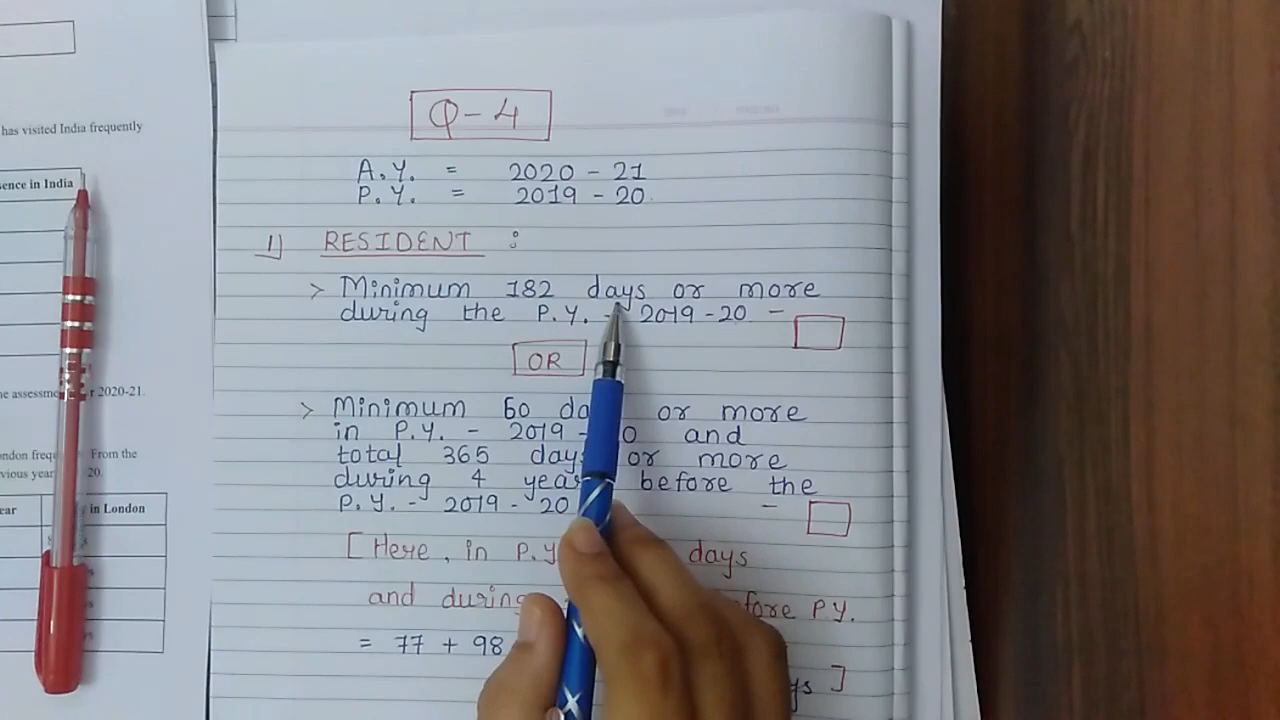 has visited India frequently
sence in India
e assessm r 2020-21.
ondon freq From the
vious year 20.
ear in London
Q-4
A.Y. = 2020-21
P.Y. = 2019-20
1) RESIDENT :
> Minimum 182 days or more
during the P.Y. - 2019-20 -
OR
> Minimum 60 da or more
in P.Y. - 2019 - 0 and
total 365 days or more
during 4 year before the
P.Y. - 2019 - 20 -
[Here, in P.Y days
and during fore PY.
= 77 + 98
ys ]